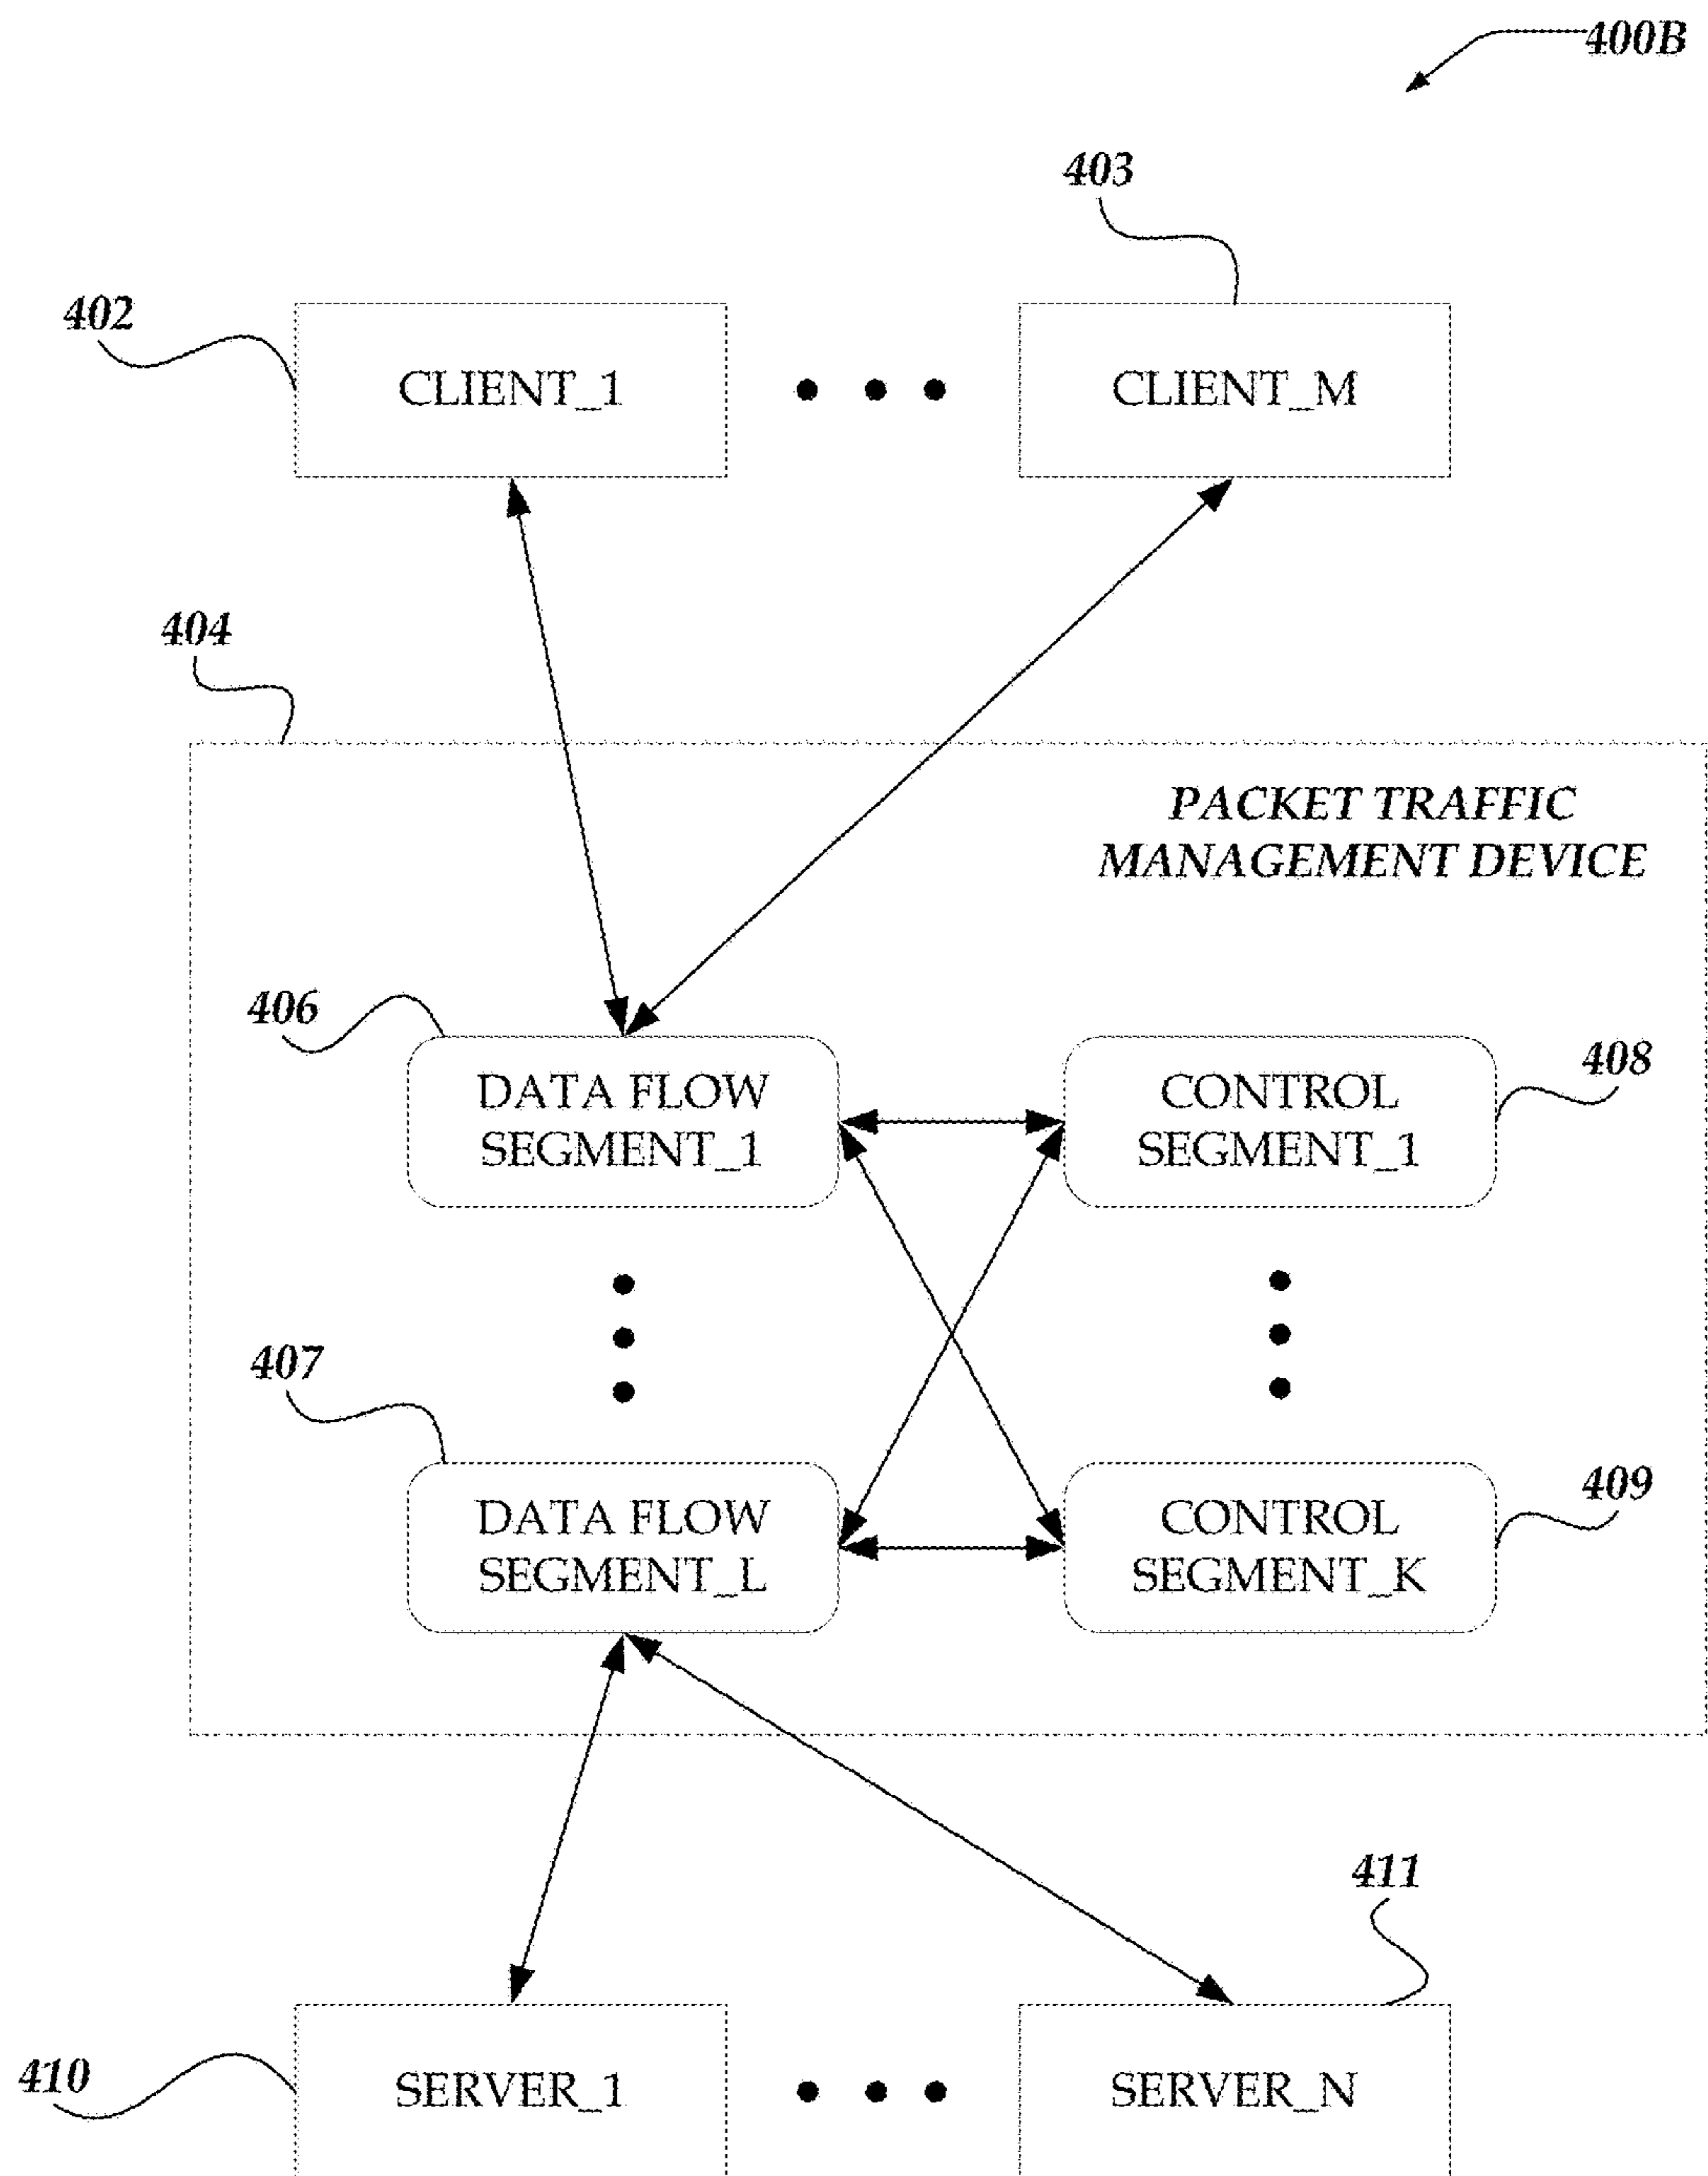 400B
403
402
CLIENT_1
CLIENT_M
404
PACKET TRAFFIC
MANAGEMENT DEVICE
406
408
DATA FLOW
SEGMENT_1
CONTROL
SEGMENT_1
407
409
DATA FLOW
SEGMENT_L
CONTROL
SEGMENT_K
411
410
SERVER_1
SERVER_N